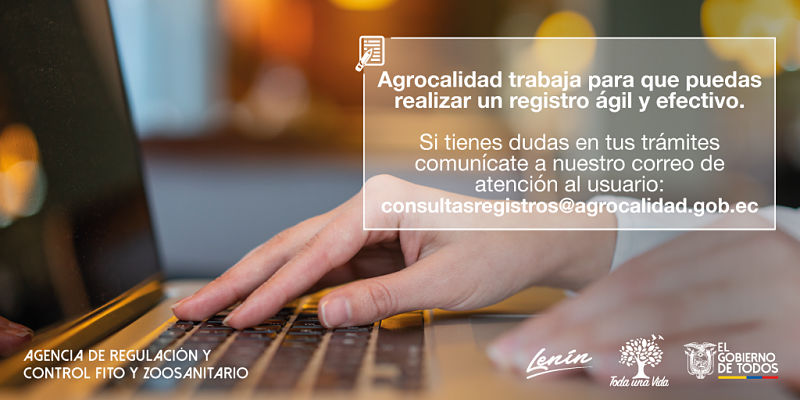 Agrocalidad trabaja para que puedas
realizar un registro ágil y efectivo.
Si tienes dudas en tus trámites
comunícate a nuestro correo de
atención al usuario:
consultasregistros@agrocalidad.gob.ec
AGENCIA DE REGULACIÓN Y
CONTROL FITO Y ZOOSANITARIO
Lenín
Toda una Vida
EL
GOBIERNO
DE TODOS